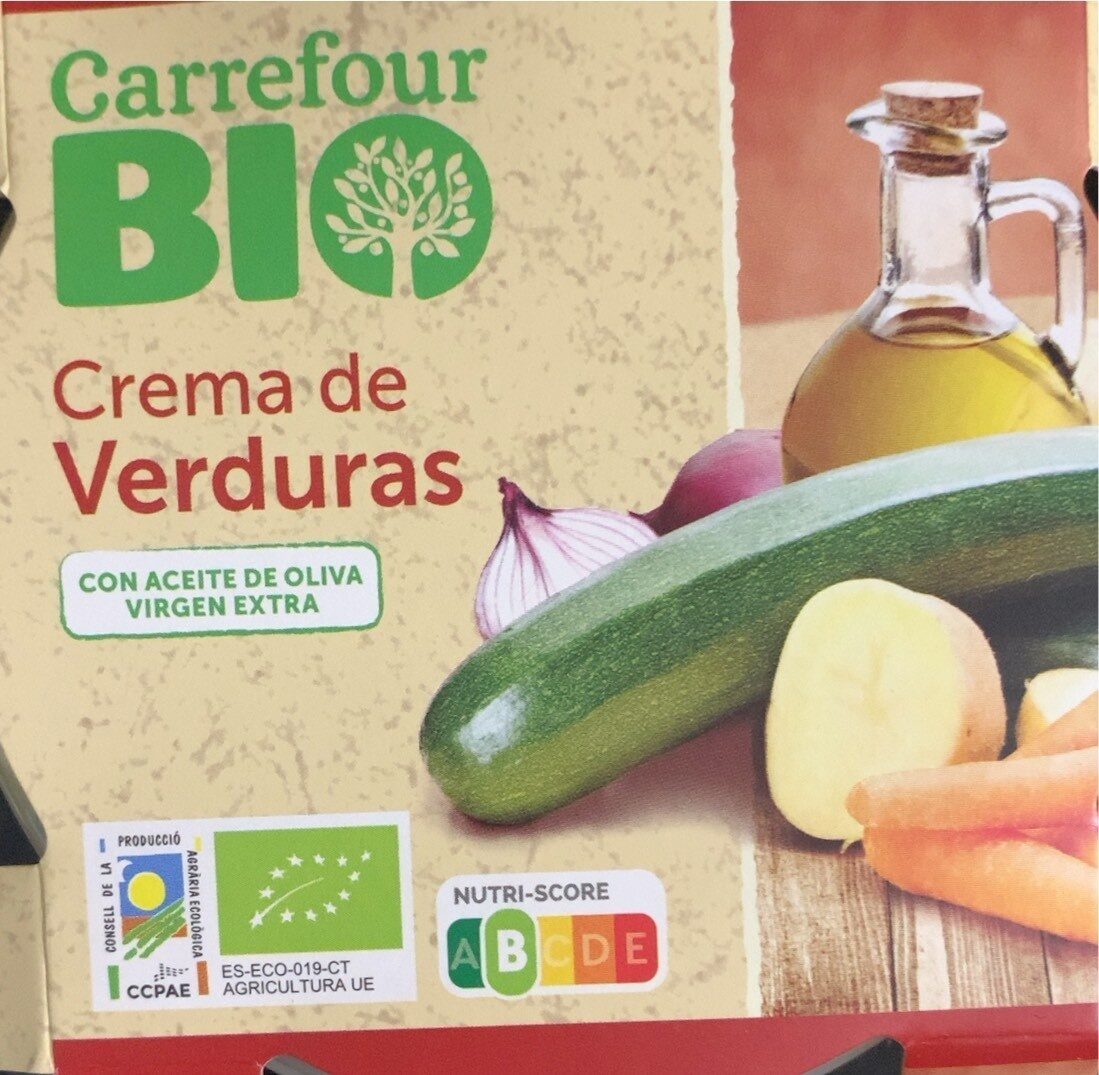 Carrefour
BIO
Crema de
Verduras
CON ACEITE DE OLIVA
VIRGEN EXTRA
CONSELL DE LA
PRODUCCIÓ
AGRÀRIA ECOLÒGICA
CCPAE
ES-ECO-019-CT
AGRICULTURA UE
NUTRI-SCORE
A B C D E